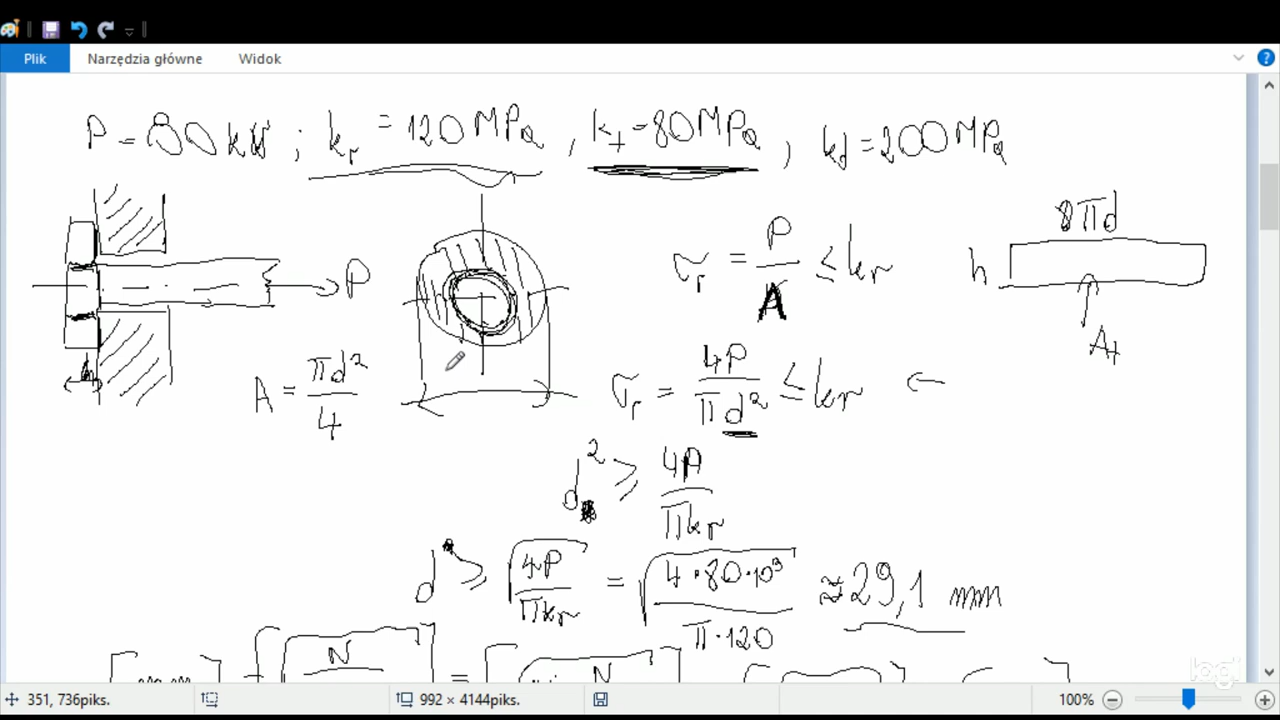 Plik Narzędzia główne Widok
P = 80 kN ; kr = 120 MPa , kt = 80 MPa , kd = 200 MPa
P
h
A = πd²/4
σr = P/A ≤ kr
8πd
h
At
σr = 4P/πd² ≤ kr ←
d² ≥ 4P/πkr
d ≥ √(4P/πkr) = √(4·80·10³/π·120) ≈ 29,1 mm
N = N
logi
351, 736piks. 992 × 4144piks. 100%